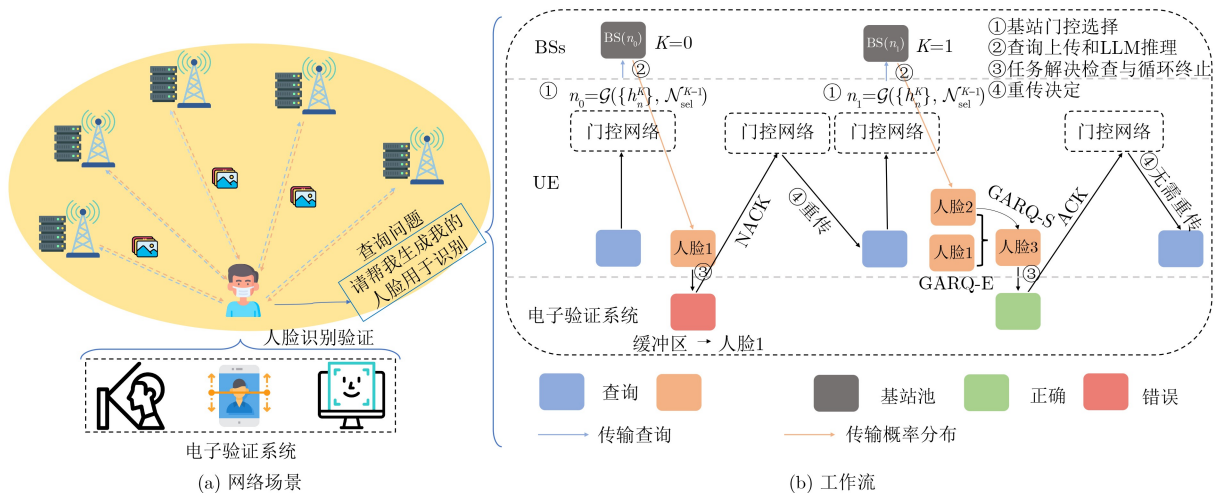 查询问题
请帮我生成我的
人脸用于识别
人脸识别验证
电子验证系统
(a) 网络场景
BSs
BS(n₀)
K=0
BS(n₁)
K=1
①基站门控选择
②查询上传和LLM推理
③任务解决检查与循环终止
④重传决定
②
②
① n₀=𝒢({hₙᴷ}, 𝒩ₛₑₗᴷ⁻¹)
① n₁=𝒢({hₙᴷ}, 𝒩ₛₑₗᴷ⁻¹)
门控网络
门控网络
门控网络
门控网络
UE
NACK
④重传
人脸1
③
人脸2
人脸1
GARQ-S
人脸3
GARQ-E
③
ACK
④无需重传
电子验证系统
缓冲区 → 人脸1
查询
基站池
正确
错误
传输查询
传输概率分布
(b) 工作流